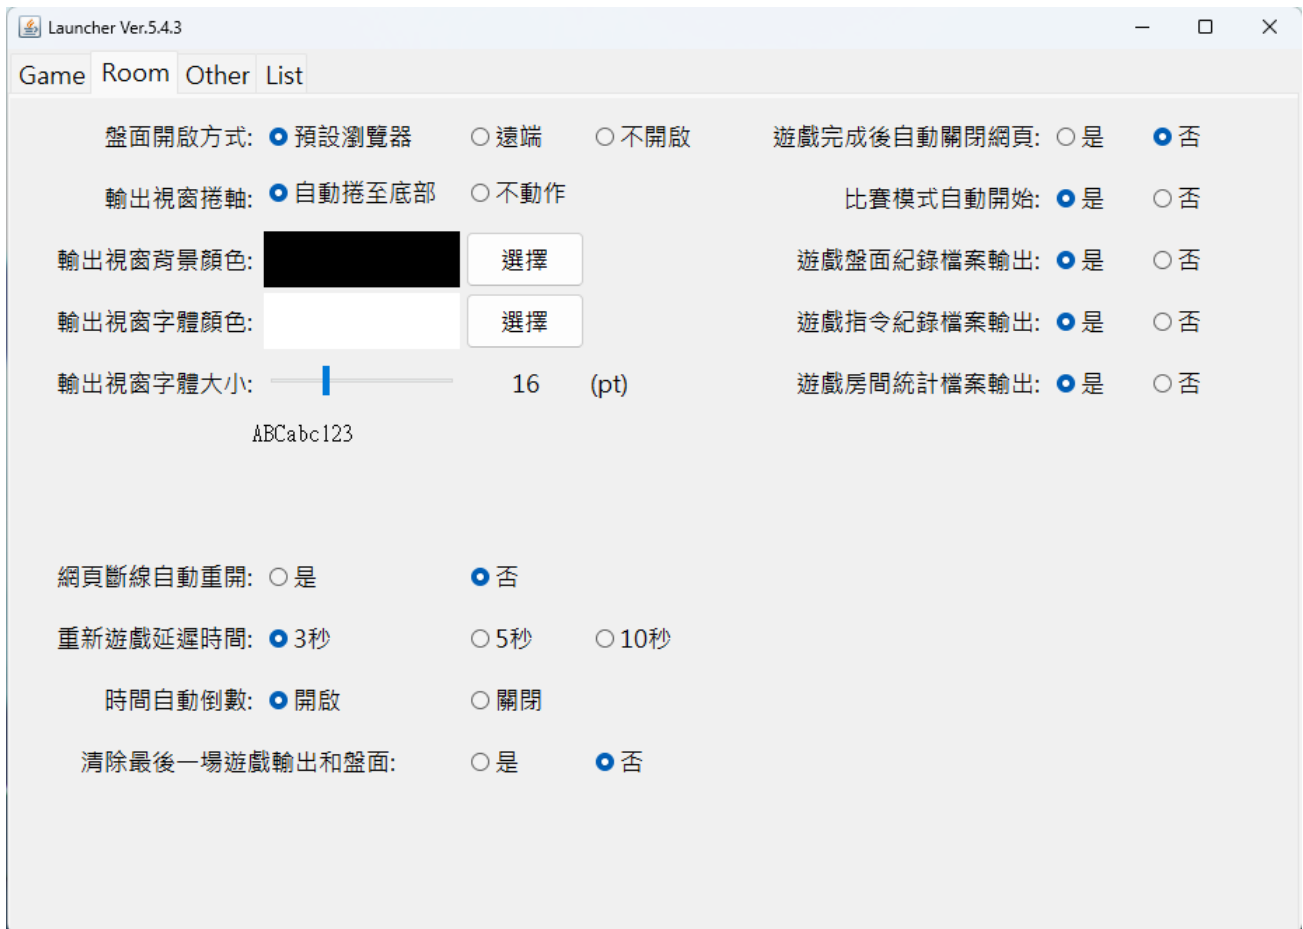 Launcher Ver.5.4.3
Game Room Other List
盤面開啟方式: 預設瀏覽器 遠端 不開啟 遊戲完成後自動關閉網頁: 是 否
輸出視窗捲軸: 自動捲至底部 不動作 比賽模式自動開始: 是 否
輸出視窗背景顏色: 選擇 遊戲盤面紀錄檔案輸出: 是 否
輸出視窗字體顏色: 選擇 遊戲指令紀錄檔案輸出: 是 否
輸出視窗字體大小: 16 (pt) 遊戲房間統計檔案輸出: 是 否
ABCabc123
網頁斷線自動重開: 是 否
重新遊戲延遲時間: 3秒 5秒 10秒
時間自動倒數: 開啟 關閉
清除最後一場遊戲輸出和盤面: 是 否